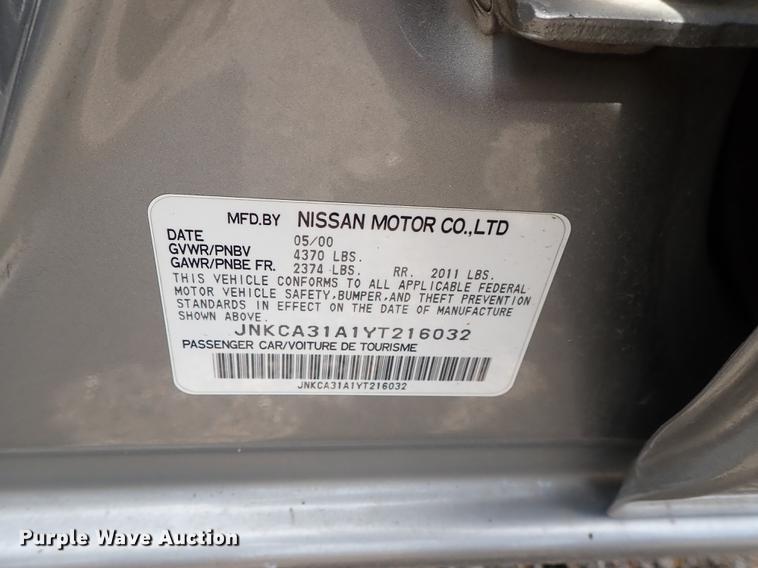 MFD.BY NISSAN MOTOR CO.,LTD
DATE 05/00
GVWR/PNBV 4370 LBS.
GAWR/PNBE FR. 2374 LBS. RR. 2011 LBS.
THIS VEHICLE CONFORMS TO ALL APPLICABLE FEDERAL
MOTOR VEHICLE SAFETY, BUMPER, AND THEFT PREVENTION
STANDARDS IN EFFECT ON THE DATE OF MANUFACTURE
SHOWN ABOVE.
JNKCA31A1YT216032
PASSENGER CAR/VOITURE DE TOURISME
JNKCA31A1YT216032
Purple Wave Auction